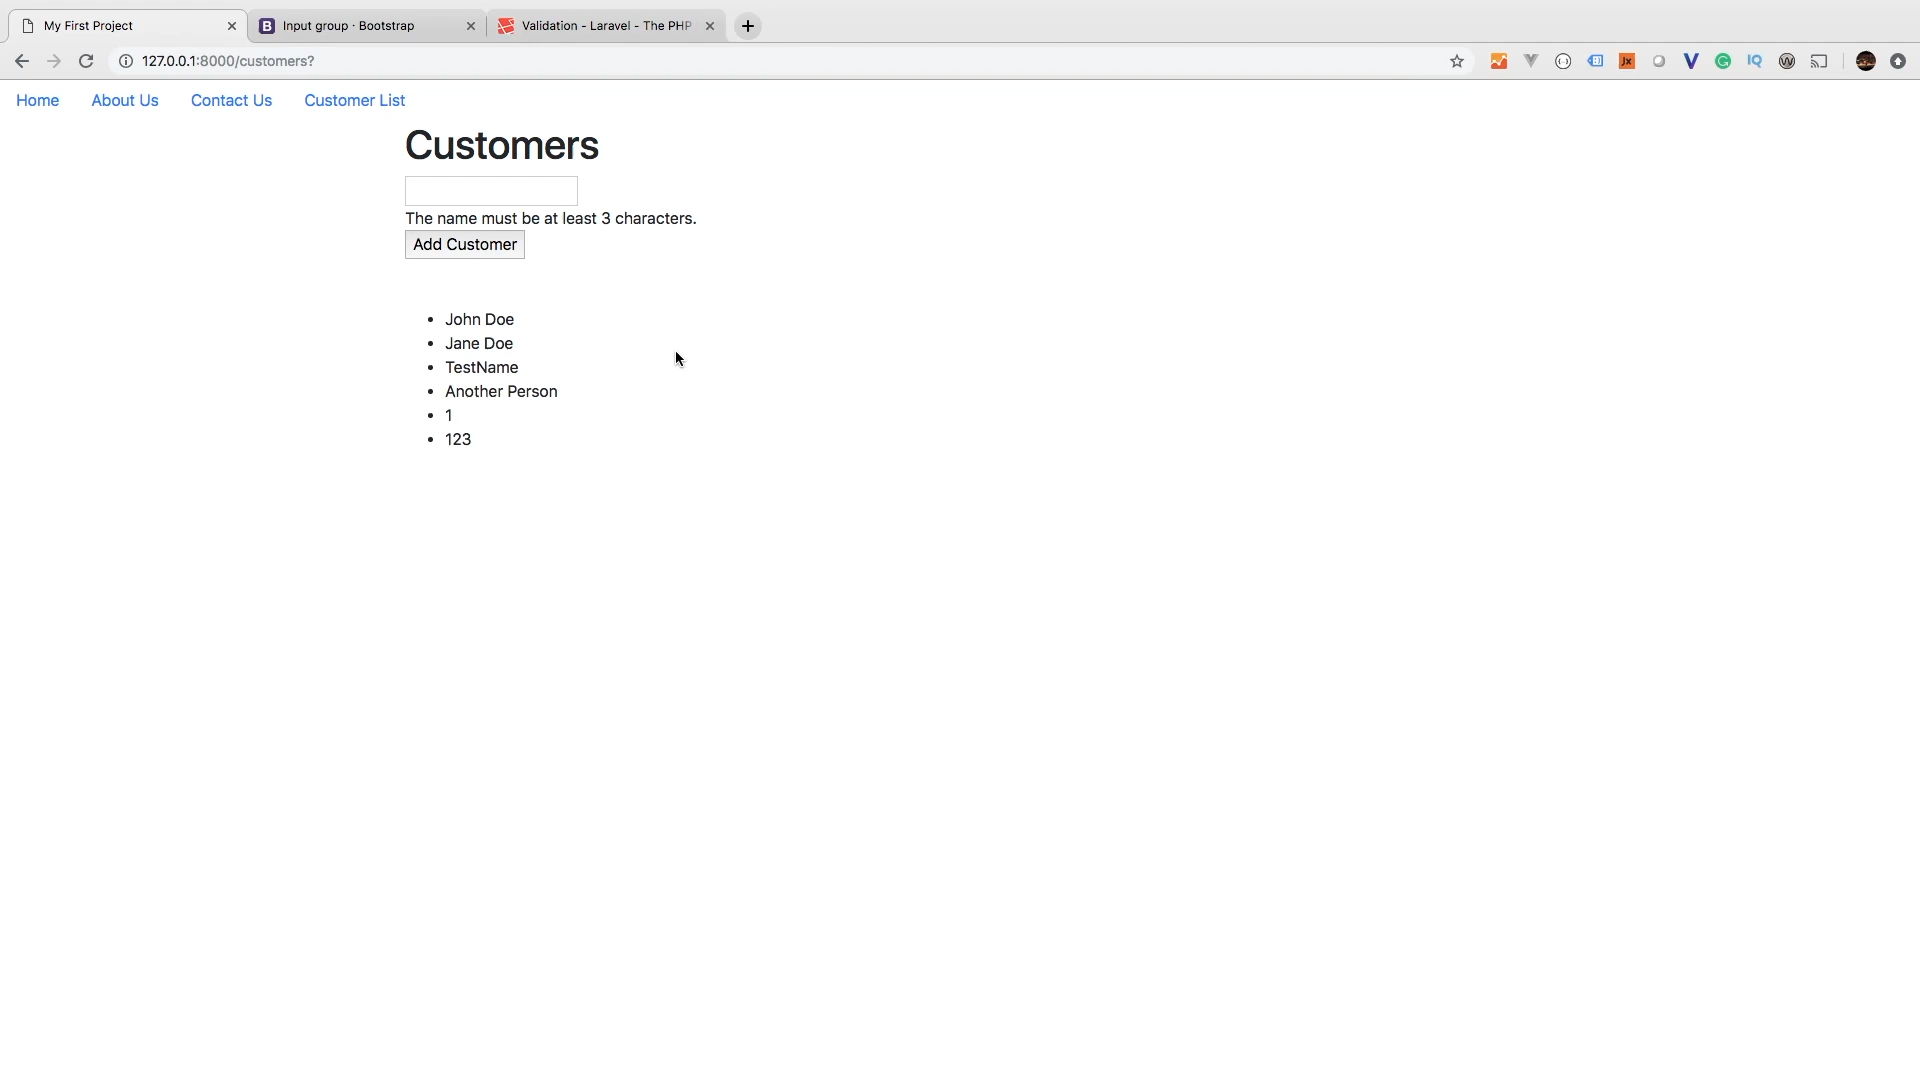 My First Project
Input group · Bootstrap
Validation - Laravel - The PHP
127.0.0.1:8000/customers?
Home About Us Contact Us Customer List
Customers
The name must be at least 3 characters.
Add Customer
John Doe
Jane Doe
TestName
Another Person
1
123